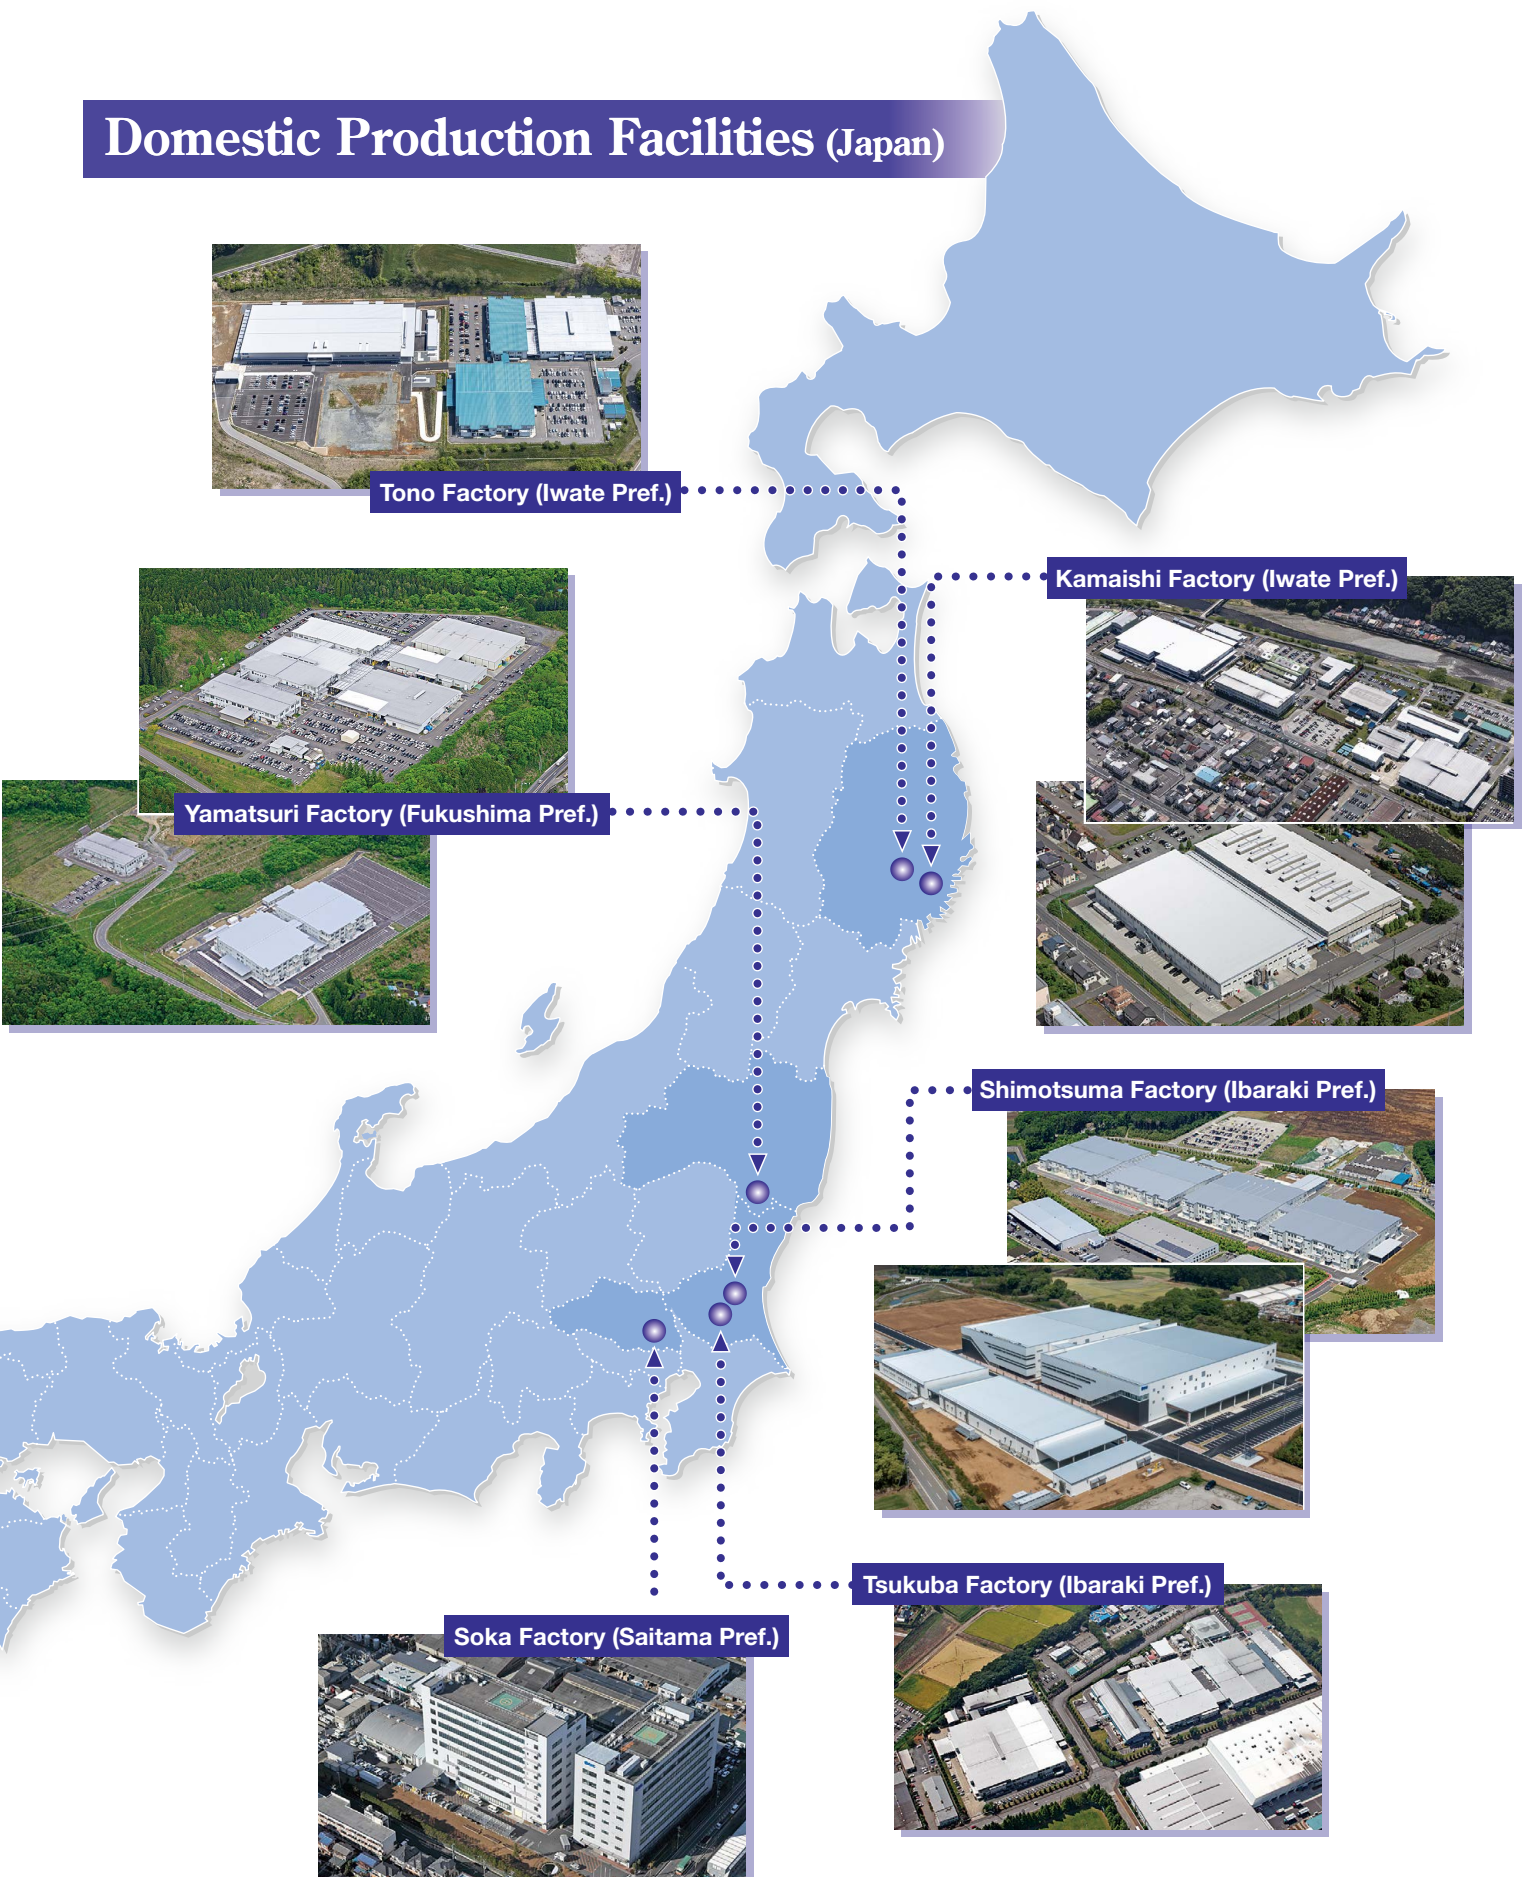 Domestic Production Facilities (Japan)
Tono Factory (Iwate Pref.)
Kamaishi Factory (Iwate Pref.)
Yamatsuri Factory (Fukushima Pref.)
Shimotsuma Factory (Ibaraki Pref.)
Tsukuba Factory (Ibaraki Pref.)
Soka Factory (Saitama Pref.)